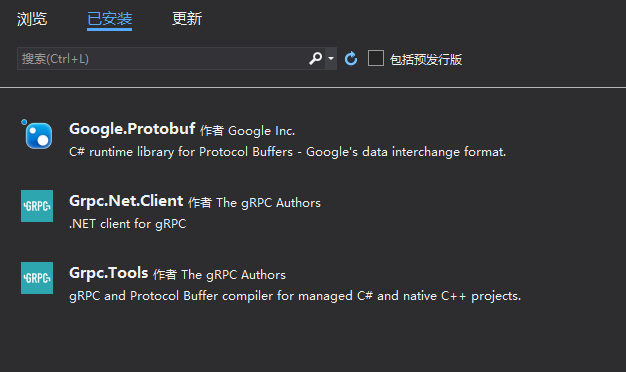 浏览 已安装 更新
搜索(Ctrl+L) 包括预发行版
Google.Protobuf 作者 Google Inc.
C# runtime library for Protocol Buffers - Google's data interchange format.
GRPC
Grpc.Net.Client 作者 The gRPC Authors
.NET client for gRPC
GRPC
Grpc.Tools 作者 The gRPC Authors
gRPC and Protocol Buffer compiler for managed C# and native C++ projects.